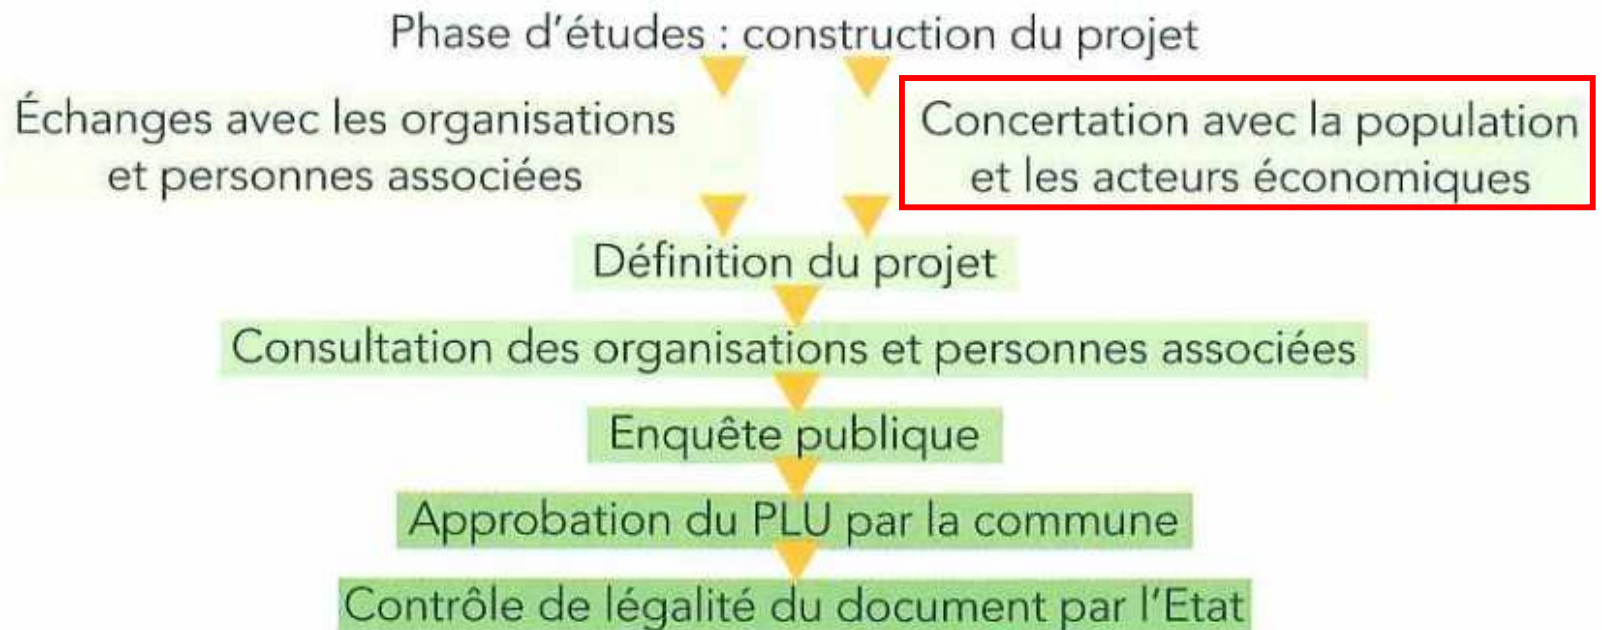 Phase d'études : construction du projet
Échanges avec les organisations
et personnes associées
Concertation avec la population
et les acteurs économiques
Définition du projet
Consultation des organisations et personnes associées
Enquête publique
Approbation du PLU par la commune
Contrôle de légalité du document par l'Etat